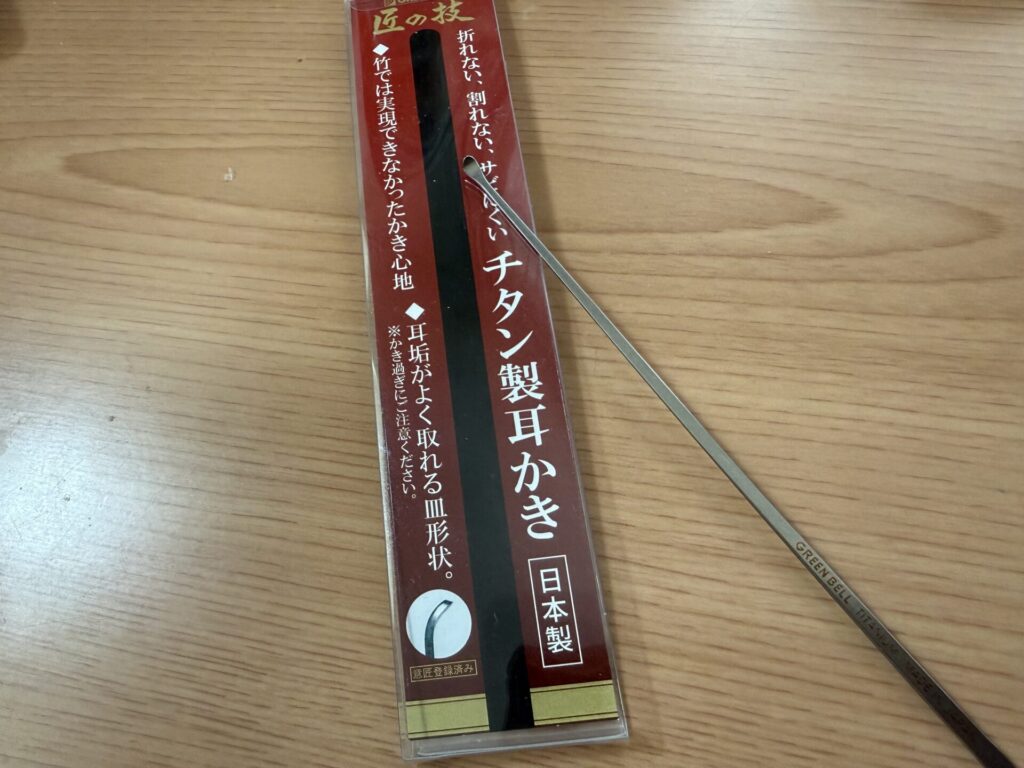 匠の技
折れない、割れない、サビにくい
チタン製耳かき
日本製
◆竹では実現できなかったかき心地
◆耳垢がよく取れる皿形状。
※かき過ぎにご注意ください。
意匠登録済み
GREEN BELL